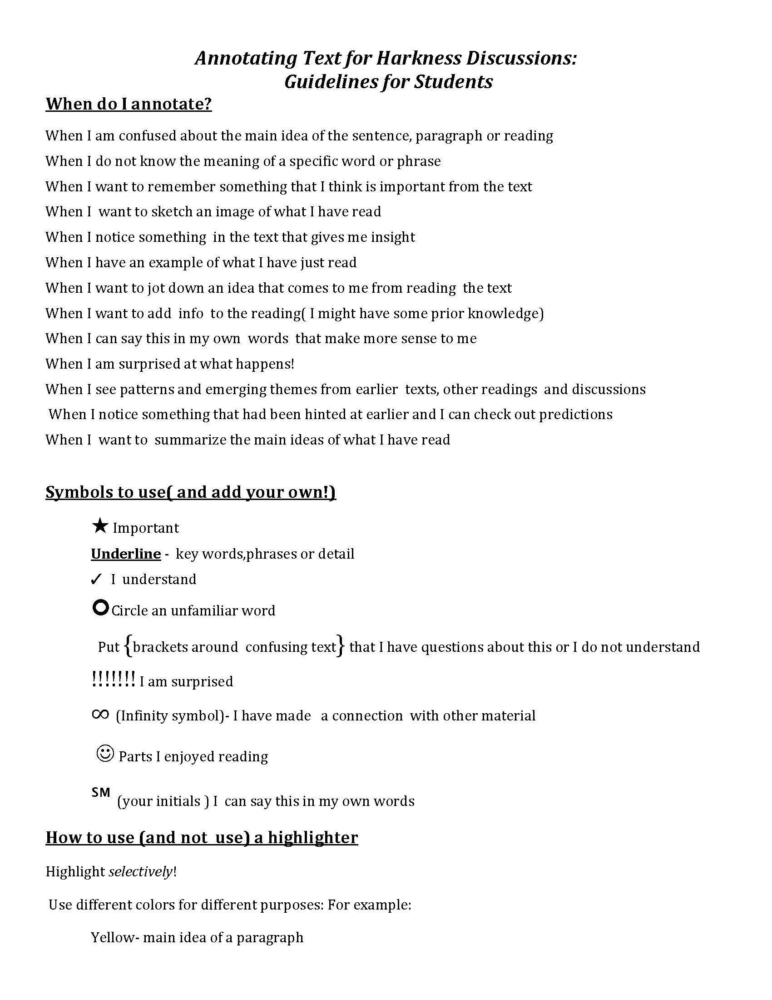 Annotating Text for Harkness Discussions:
Guidelines for Students
When do I annotate?
When I am confused about the main idea of the sentence, paragraph or reading
When I do not know the meaning of a specific word or phrase
When I want to remember something that I think is important from the text
When I  want to sketch an image of what I have read
When I notice something  in the text that gives me insight
When I have an example of what I have just read
When I want to jot down an idea that comes to me from reading  the text
When I want to add  info  to the reading( I might have some prior knowledge)
When I can say this in my own  words  that make more sense to me
When I am surprised at what happens!
When I see patterns and emerging themes from earlier  texts, other readings  and discussions
When I notice something that had been hinted at earlier and I can check out predictions
When I  want to  summarize the main ideas of what I have read
Symbols to use( and add your own!)
★ Important
Underline -  key words,phrases or detail
✓ I  understand
⭘Circle an unfamiliar word
Put {brackets around  confusing text} that I have questions about this or I do not understand
!!!!!!! I am surprised
∞ (Infinity symbol)- I have made   a connection  with other material
☺ Parts I enjoyed reading
SM (your initials ) I  can say this in my own words
How to use (and not  use) a highlighter
Highlight selectively!
Use different colors for different purposes: For example:
Yellow- main idea of a paragraph